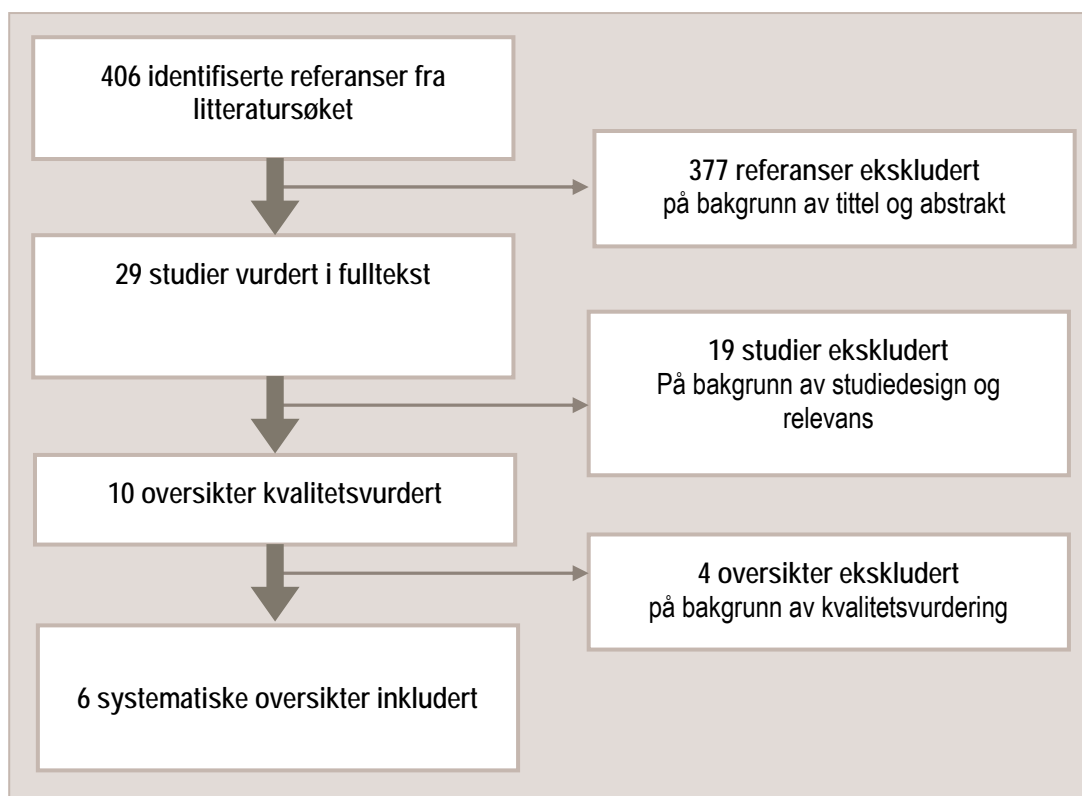 406 identifiserte referanser fra
litteratursøket
377 referanser ekskludert
på bakgrunn av tittel og abstrakt
29 studier vurdert i fulltekst
19 studier ekskludert
På bakgrunn av studiedesign og
relevans
10 oversikter kvalitetsvurdert
4 oversikter ekskludert
på bakgrunn av kvalitetsvurdering
6 systematiske oversikter inkludert